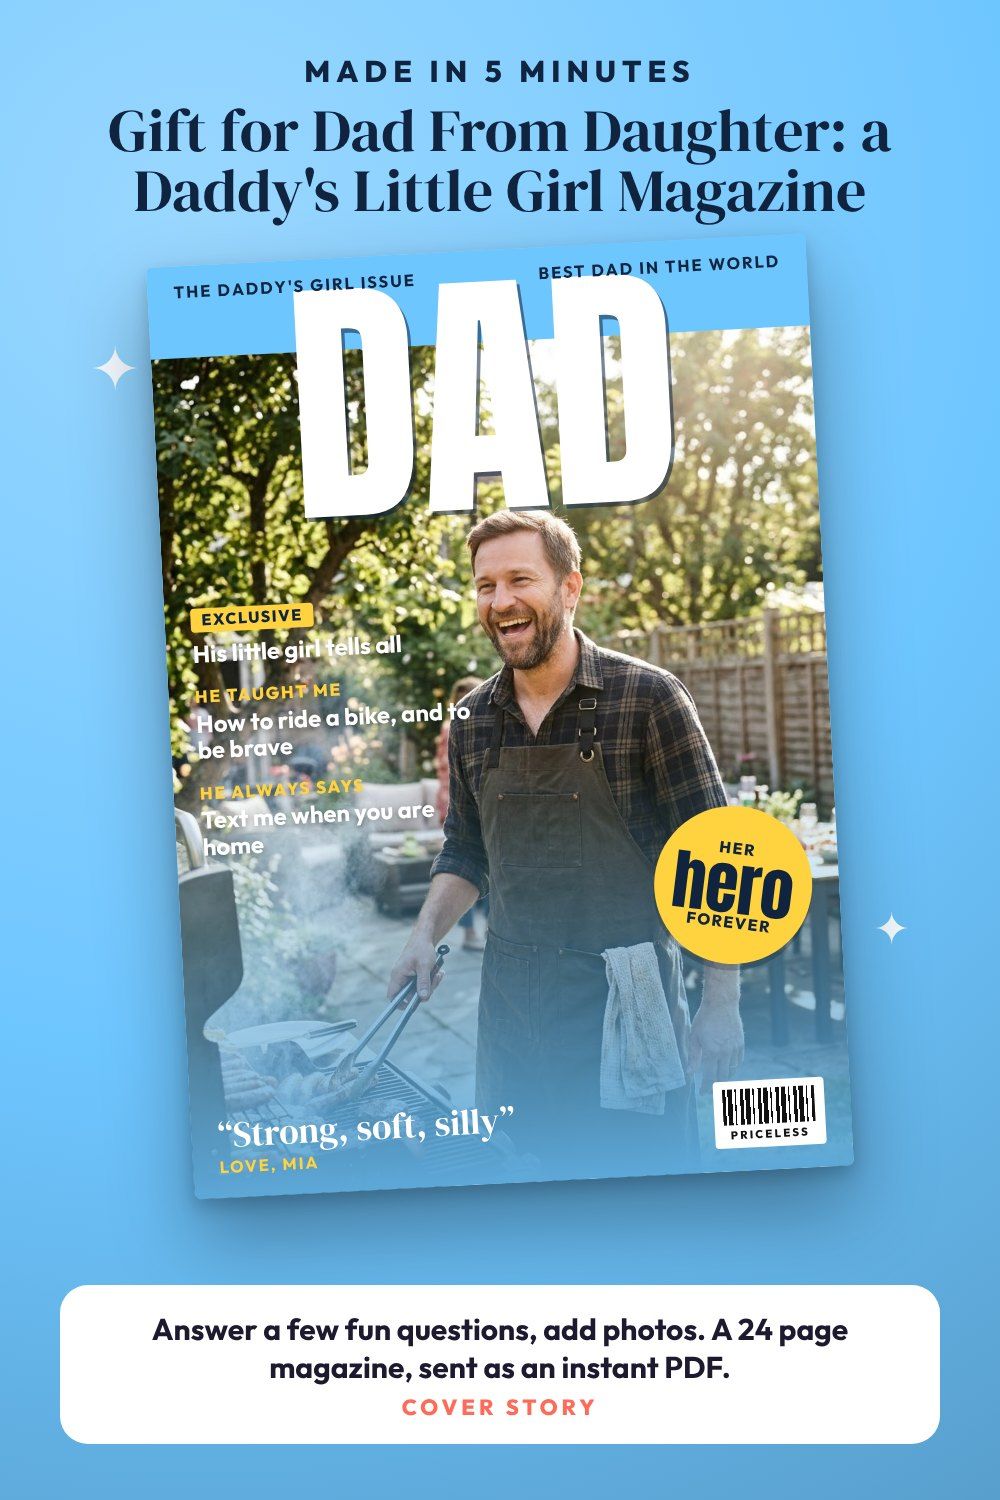 MADE IN 5 MINUTES
Gift for Dad From Daughter: a
Daddy's Little Girl Magazine
THE DADDY'S GIRL ISSUE
BEST DAD IN THE WORLD
DAD
EXCLUSIVE
His little girl tells all
HE TAUGHT ME
How to ride a bike, and to
be brave
HE ALWAYS SAYS
Text me when you are
home
HER
hero
FOREVER
“Strong, soft, silly”
LOVE, MIA
PRICELESS
Answer a few fun questions, add photos. A 24 page
magazine, sent as an instant PDF.
COVER STORY